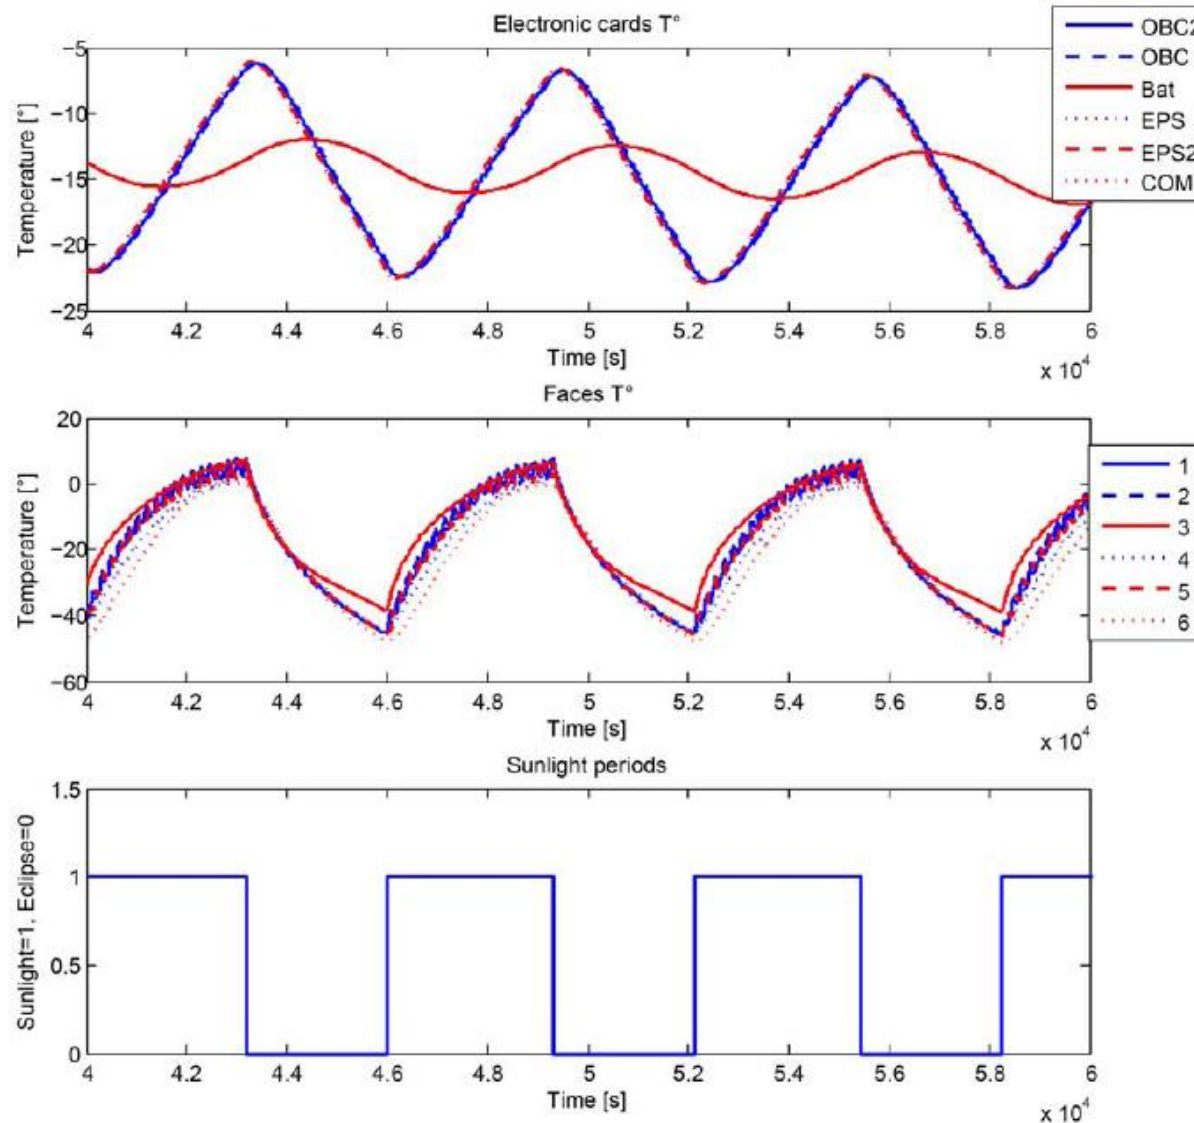 Electronic cards T°
OBC2
OBC
Bat
EPS
EPS2
COM
Temperature [°]
−5
−10
−15
−20
−25
4 4.2 4.4 4.6 4.8 5 5.2 5.4 5.6 5.8 6
Time [s]
x 10^4
Faces T°
1
2
3
4
5
6
Temperature [°]
20
0
−20
−40
−60
4 4.2 4.4 4.6 4.8 5 5.2 5.4 5.6 5.8 6
Time [s]
x 10^4
Sunlight periods
Sunlight=1, Eclipse=0
1.5
1
0.5
0
4 4.2 4.4 4.6 4.8 5 5.2 5.4 5.6 5.8 6
Time [s]
x 10^4